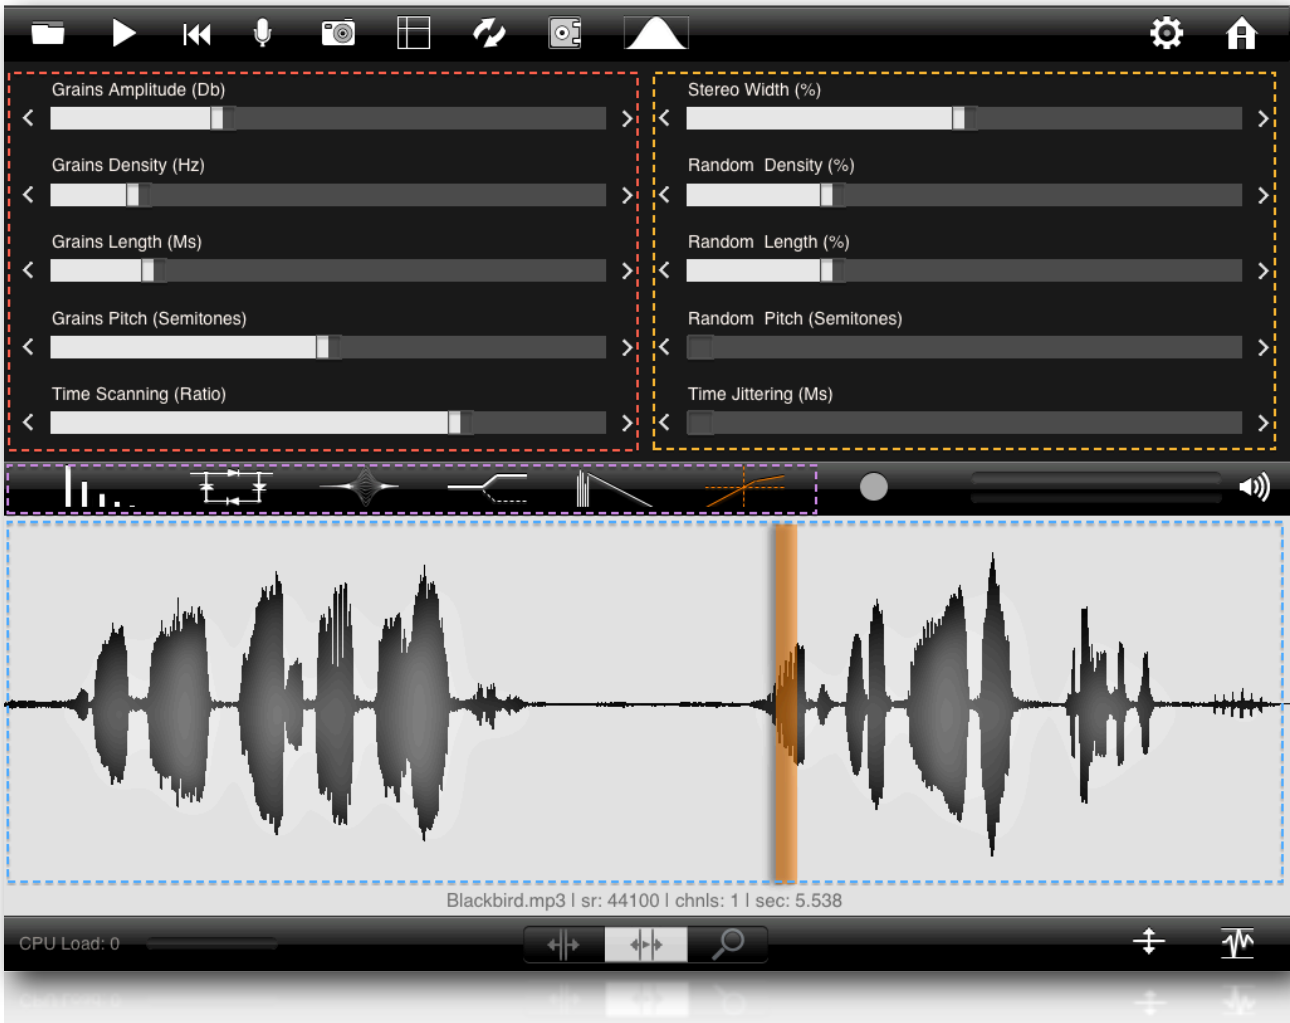 Grains Amplitude (Db)
Stereo Width (%)
Grains Density (Hz)
Random Density (%)
Grains Length (Ms)
Random Length (%)
Grains Pitch (Semitones)
Random Pitch (Semitones)
Time Scanning (Ratio)
Time Jittering (Ms)
Blackbird.mp3 | sr: 44100 | chnls: 1 | sec: 5.538
CPU Load: 0